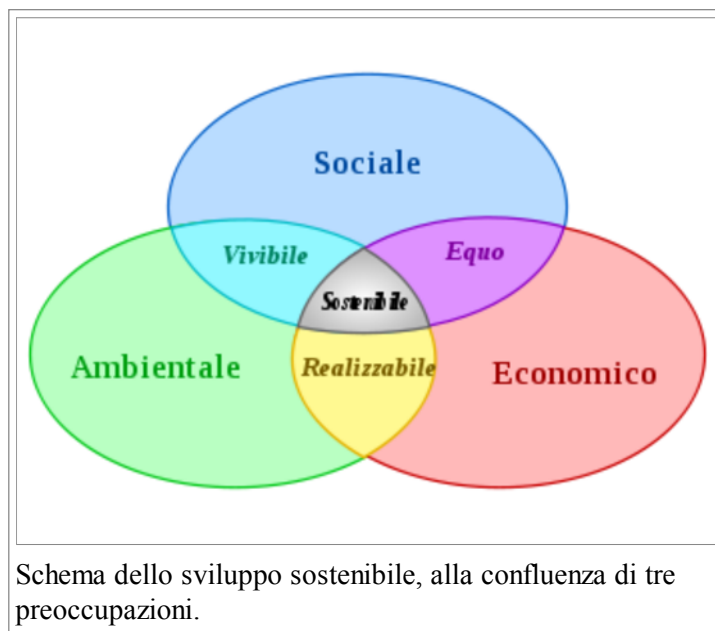 Sociale
Vivibile
Equo
Sostenibile
Ambientale
Realizzabile
Economico
Schema dello sviluppo sostenibile, alla confluenza di tre
preoccupazioni.